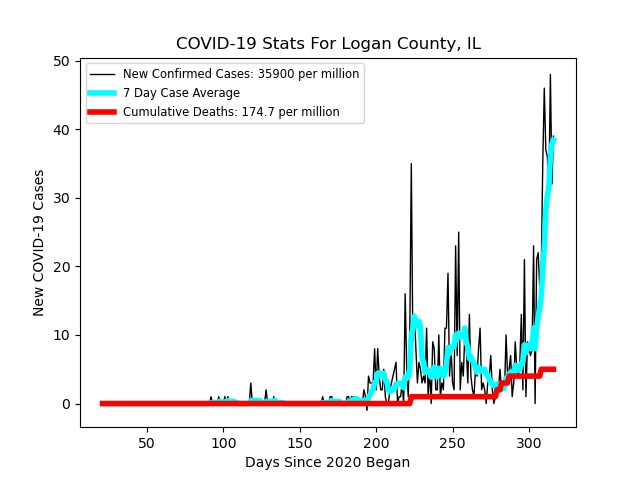 COVID-19 Stats For Logan County, IL
New Confirmed Cases: 35900 per million
7 Day Case Average
Cumulative Deaths: 174.7 per million
New COVID-19 Cases
50
40
30
20
10
0
50 100 150 200 250 300
Days Since 2020 Began